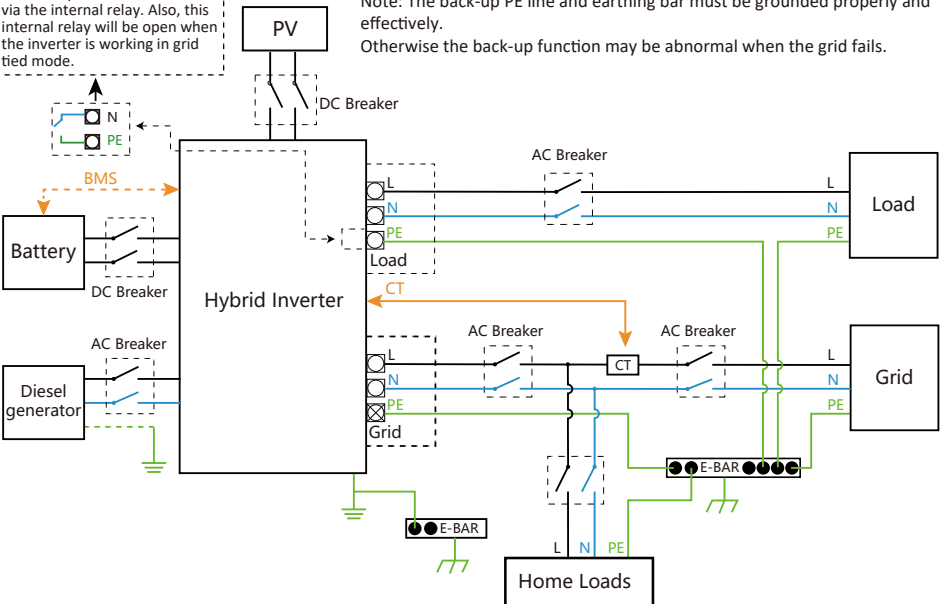 via the internal relay. Also, this
internal relay will be open when
the inverter is working in grid
tied mode.
Note: The back-up PE line and earthing bar must be grounded properly and
effectively.
Otherwise the back-up function may be abnormal when the grid fails.
PV
DC Breaker
N
PE
BMS
Battery
DC Breaker
AC Breaker
Diesel
generator
Hybrid Inverter
L
N
PE
Load
AC Breaker
L
N
PE
Load
CT
AC Breaker
CT
AC Breaker
L
N
PE
Grid
L
N
PE
Grid
E-BAR
E-BAR
L
N
PE
Home Loads